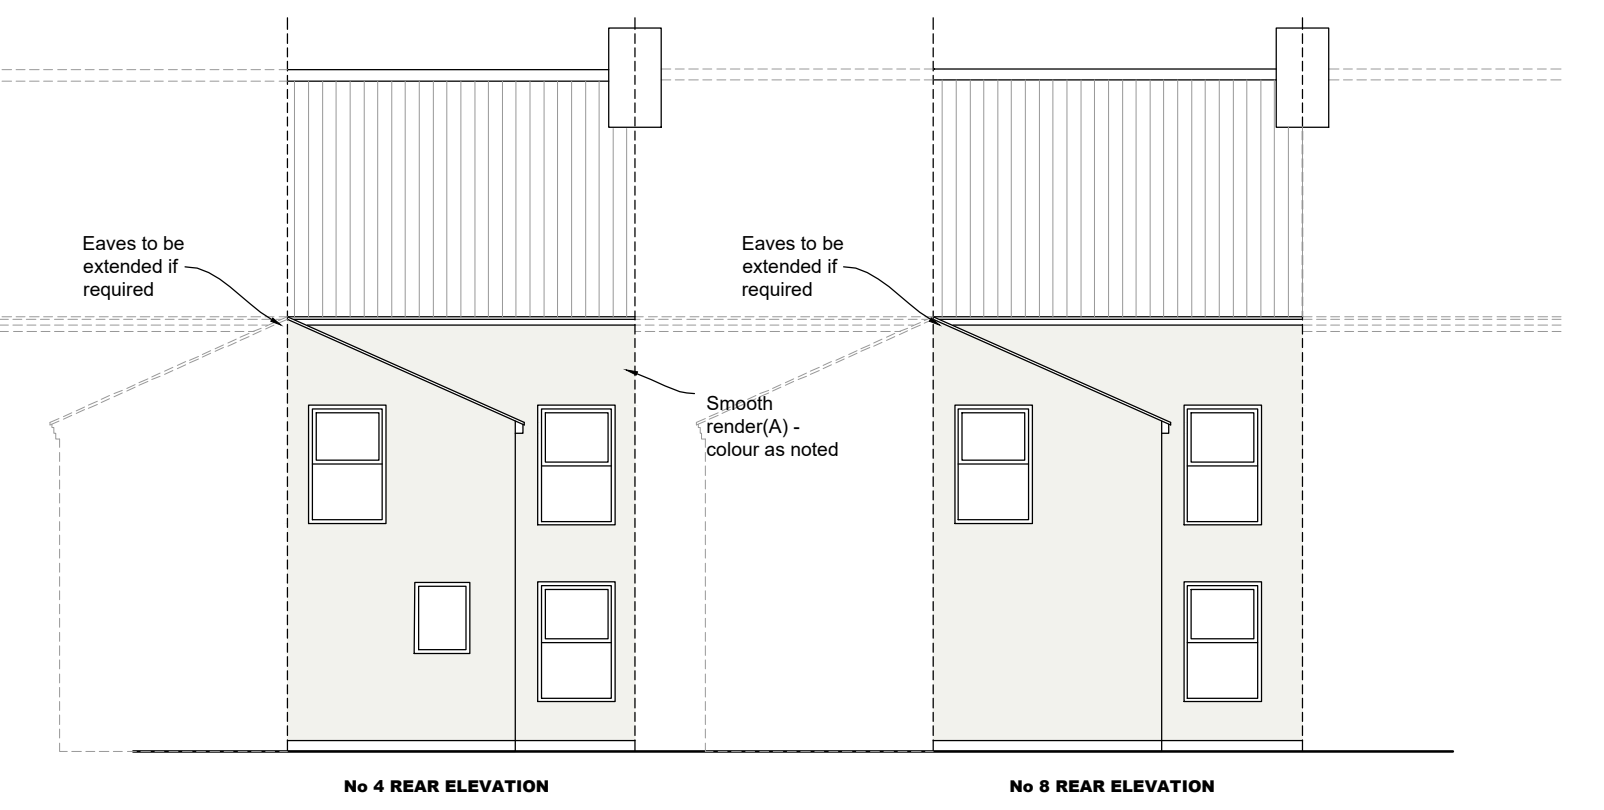 Eaves to be
extended if
required
Eaves to be
extended if
required
Smooth
render(A) -
colour as noted
No 4 REAR ELEVATION
No 8 REAR ELEVATION